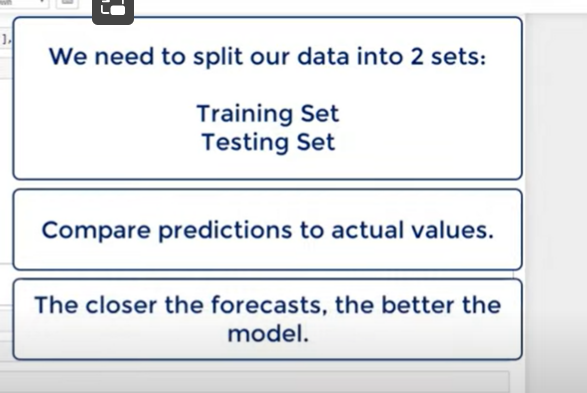 We need to split our data into 2 sets:
Training Set
Testing Set
Compare predictions to actual values.
The closer the forecasts, the better the
model.